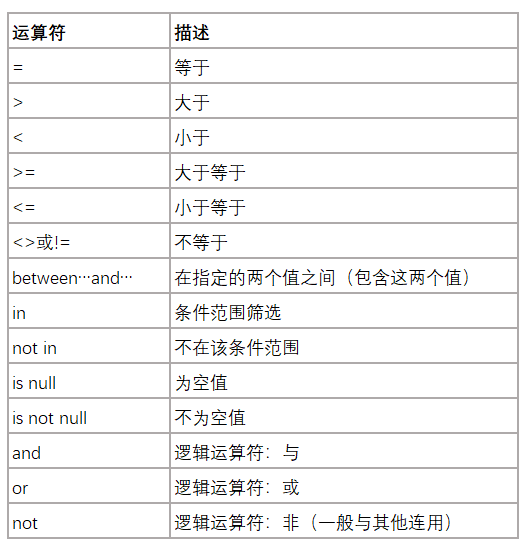 运算符 描述
= 等于
> 大于
< 小于
>= 大于等于
<= 小于等于
<>或!= 不等于
between…and… 在指定的两个值之间（包含这两个值）
in 条件范围筛选
not in 不在该条件范围
is null 为空值
is not null 不为空值
and 逻辑运算符：与
or 逻辑运算符：或
not 逻辑运算符：非（一般与其他连用）